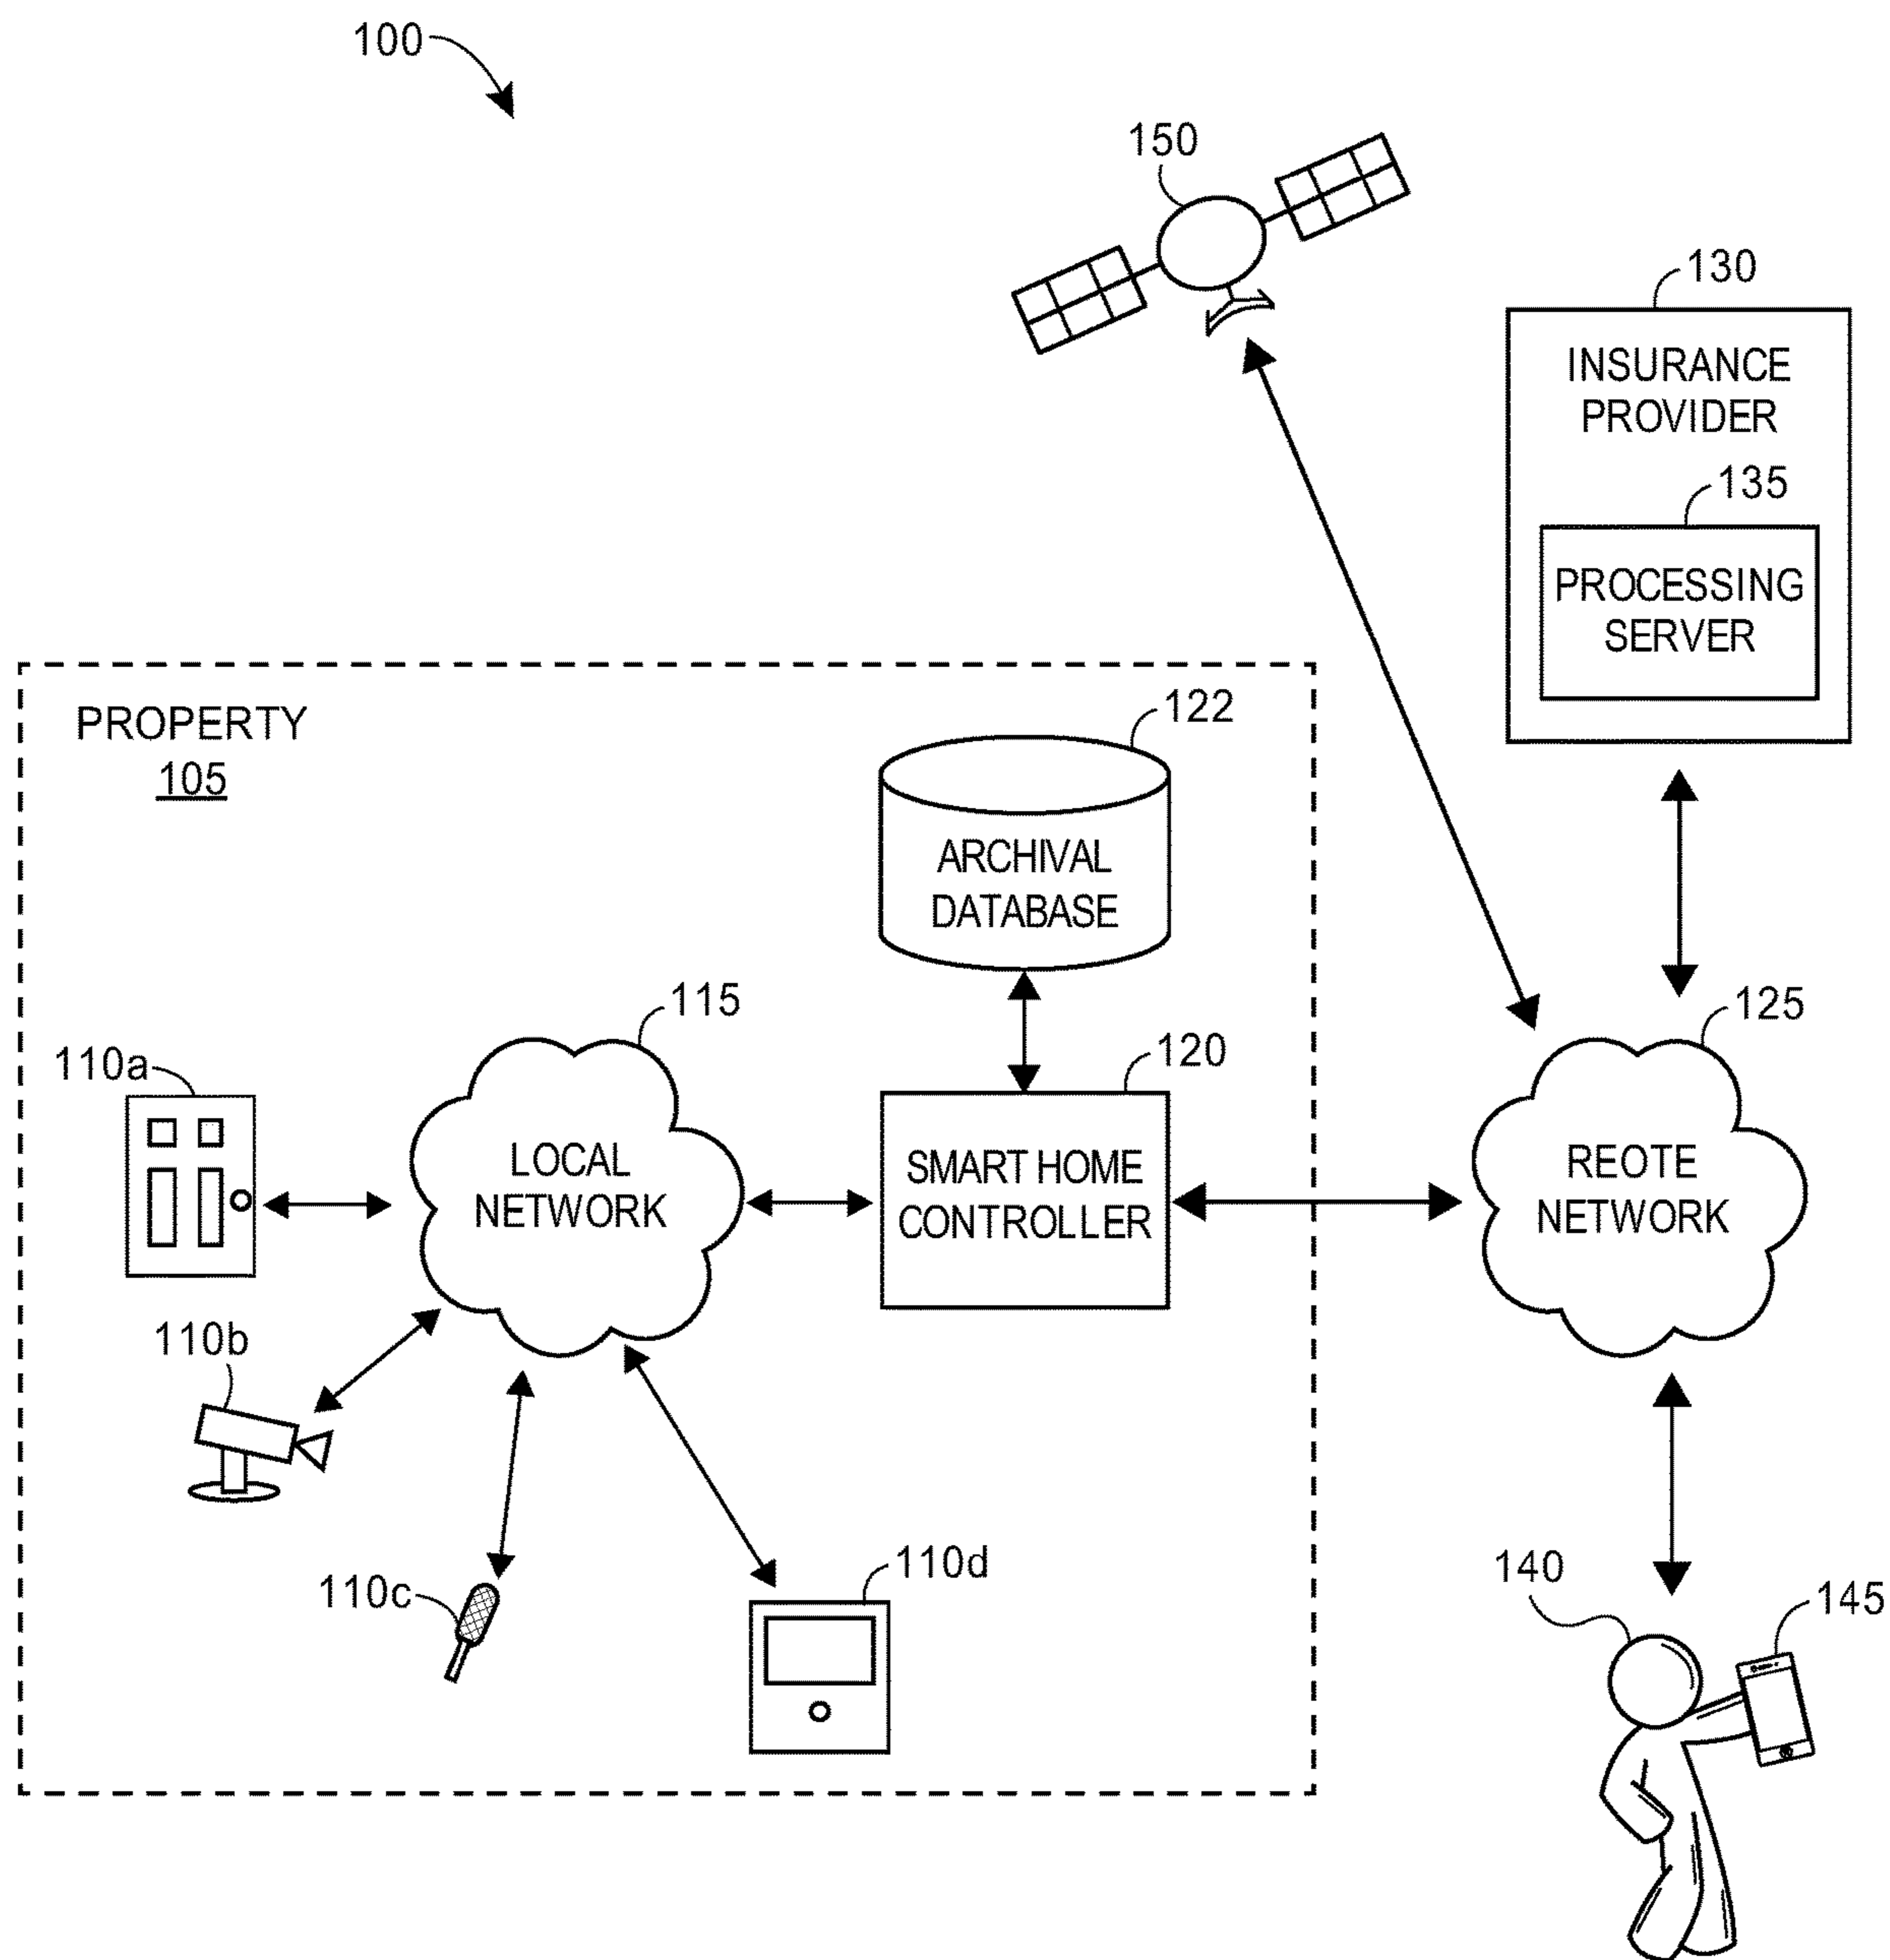 100
150
130
INSURANCE
PROVIDER
135
PROCESSING
SERVER
PROPERTY
105
122
ARCHIVAL
DATABASE
115
120
125
110a
LOCAL
NETWORK
SMART HOME
CONTROLLER
REOTE
NETWORK
110b
110c
110d
140
145